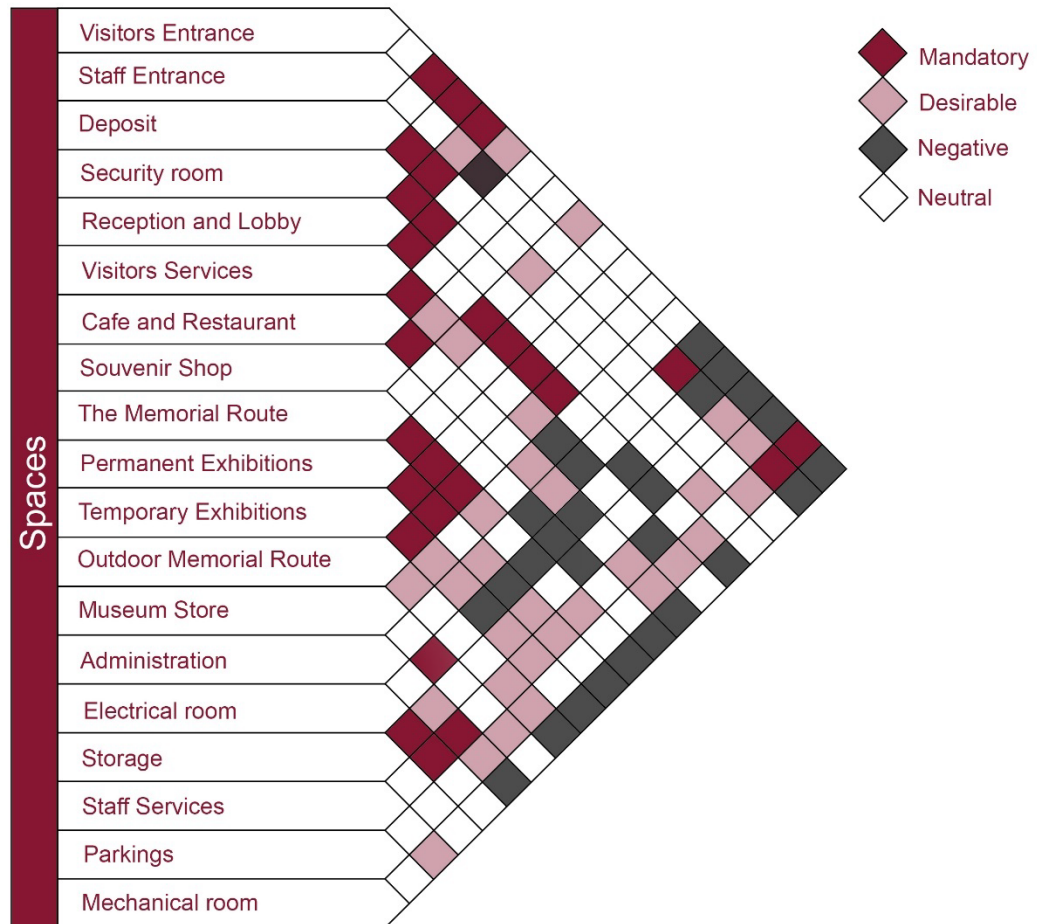 Spaces
Visitors Entrance
Staff Entrance
Deposit
Security room
Reception and Lobby
Visitors Services
Cafe and Restaurant
Souvenir Shop
The Memorial Route
Permanent Exhibitions
Temporary Exhibitions
Outdoor Memorial Route
Museum Store
Administration
Electrical room
Storage
Staff Services
Parkings
Mechanical room
Mandatory
Desirable
Negative
Neutral